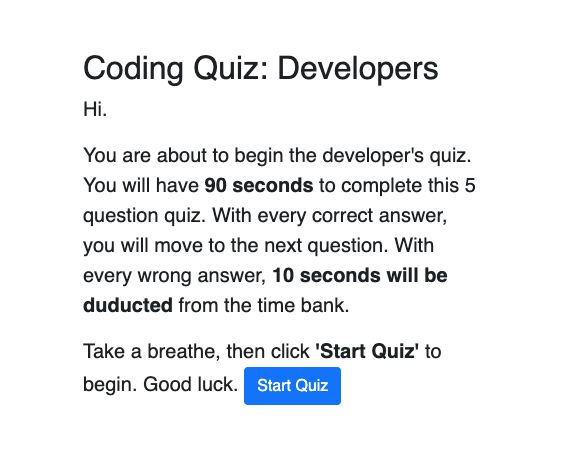 Coding Quiz: Developers
Hi.
You are about to begin the developer's quiz.
You will have 90 seconds to complete this 5
question quiz. With every correct answer,
you will move to the next question. With
every wrong answer, 10 seconds will be
duducted from the time bank.
Take a breathe, then click 'Start Quiz' to
begin. Good luck. Start Quiz